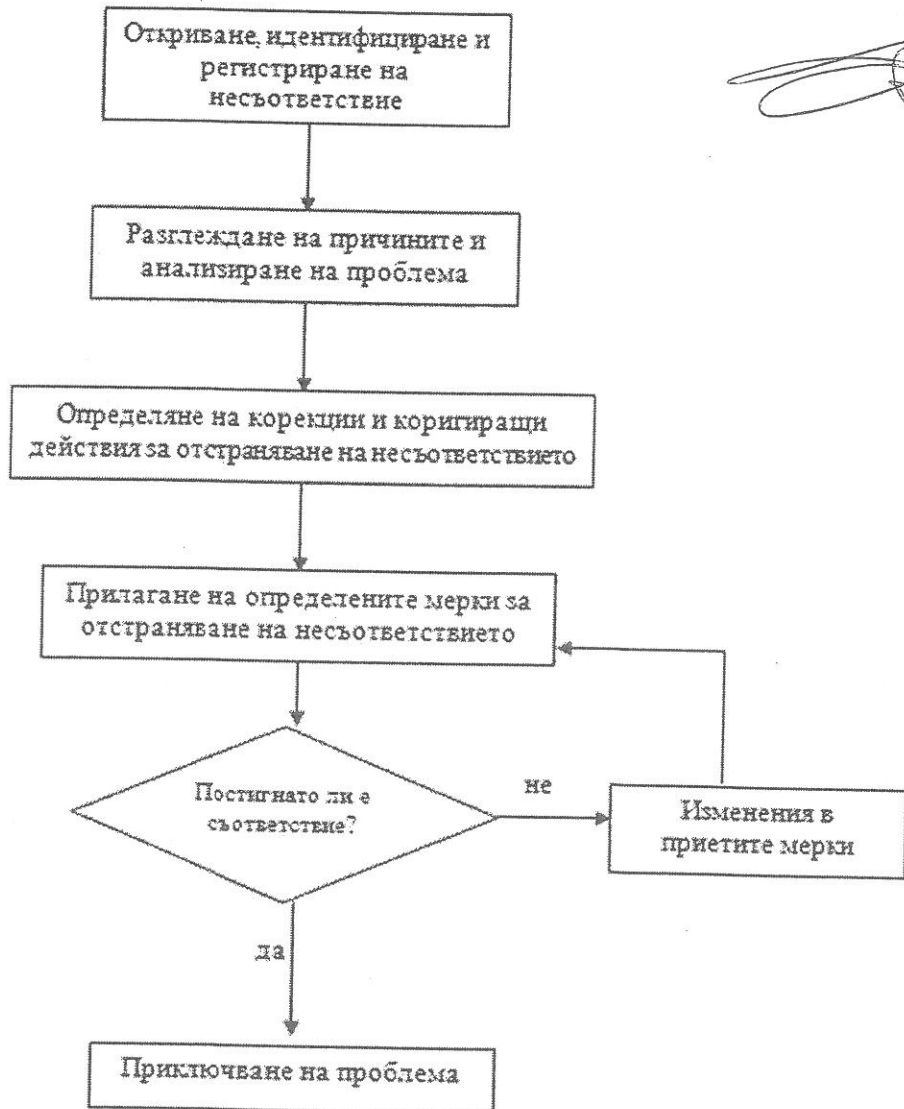 Откриване, идентифициране и
регистриране на
несъответствие
Разглеждане на причините и
анализиране на проблема
Определяне на корекции и коригиращи
действия за отстраняване на несъответствието
Прилагане на определените мерки за
отстраняване на несъответствието
Постигнато ли е
съответствие?
не
Изменения в
приетите мерки
да
Приключване на проблема